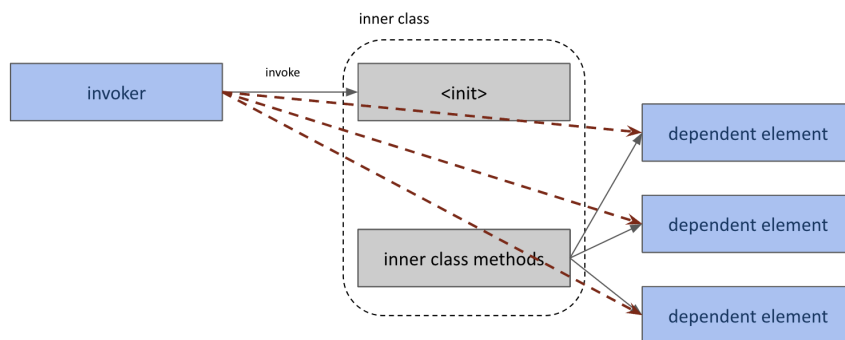 inner class
invoker
invoke
<init>
dependent element
dependent element
inner class methods
dependent element